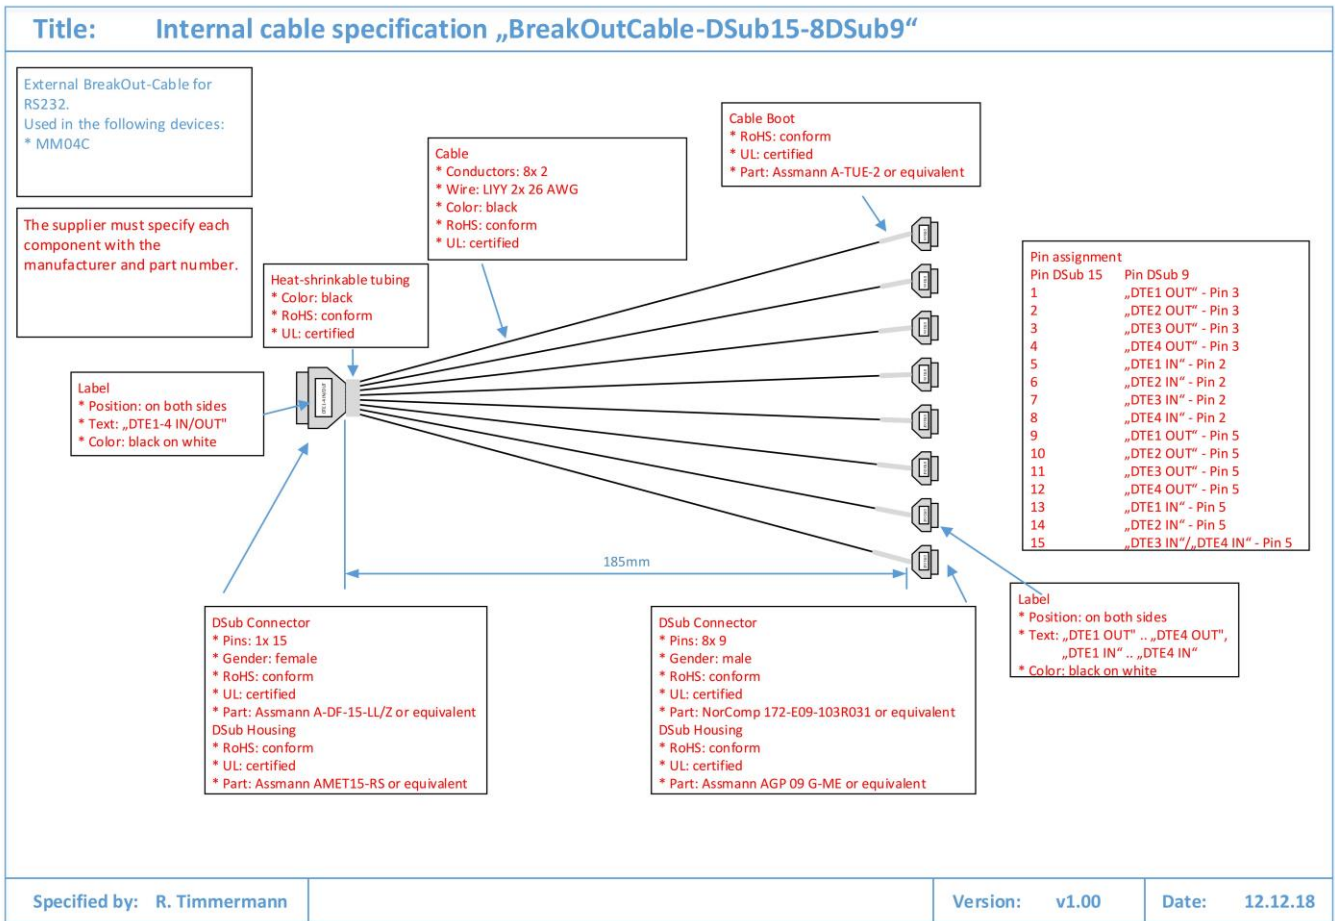 Title: Internal cable specification „BreakOutCable-DSub15-8DSub9“
External BreakOut-Cable for
RS232.
Used in the following devices:
* MM04C
The supplier must specify each
component with the
manufacturer and part number.
Cable
* Conductors: 8x 2
* Wire: LIYY 2x 26 AWG
* Color: black
* RoHS: conform
* UL: certified
Cable Boot
* RoHS: conform
* UL: certified
* Part: Assmann A-TUE-2 or equivalent
Heat-shrinkable tubing
* Color: black
* RoHS: conform
* UL: certified
Label
* Position: on both sides
* Text: „DTE1-4 IN/OUT"
* Color: black on white
DTE1-4 IN/OUT
Pin assignment
Pin DSub 15 Pin DSub 9
1 „DTE1 OUT“ - Pin 3
2 „DTE2 OUT“ - Pin 3
3 „DTE3 OUT“ - Pin 3
4 „DTE4 OUT“ - Pin 3
5 „DTE1 IN“ - Pin 2
6 „DTE2 IN“ - Pin 2
7 „DTE3 IN“ - Pin 2
8 „DTE4 IN“ - Pin 2
9 „DTE1 OUT“ - Pin 5
10 „DTE2 OUT“ - Pin 5
11 „DTE3 OUT“ - Pin 5
12 „DTE4 OUT“ - Pin 5
13 „DTE1 IN“ - Pin 5
14 „DTE2 IN“ - Pin 5
15 „DTE3 IN“/„DTE4 IN“ - Pin 5
185mm
DSub Connector
* Pins: 1x 15
* Gender: female
* RoHS: conform
* UL: certified
* Part: Assmann A-DF-15-LL/Z or equivalent
DSub Housing
* RoHS: conform
* UL: certified
* Part: Assmann AMET15-RS or equivalent
DSub Connector
* Pins: 8x 9
* Gender: male
* RoHS: conform
* UL: certified
* Part: NorComp 172-E09-103R031 or equivalent
DSub Housing
* RoHS: conform
* UL: certified
* Part: Assmann AGP 09 G-ME or equivalent
Label
* Position: on both sides
* Text: „DTE1 OUT" .. „DTE4 OUT",
„DTE1 IN“ .. „DTE4 IN“
* Color: black on white
Specified by: R. Timmermann
Version: v1.00
Date: 12.12.18